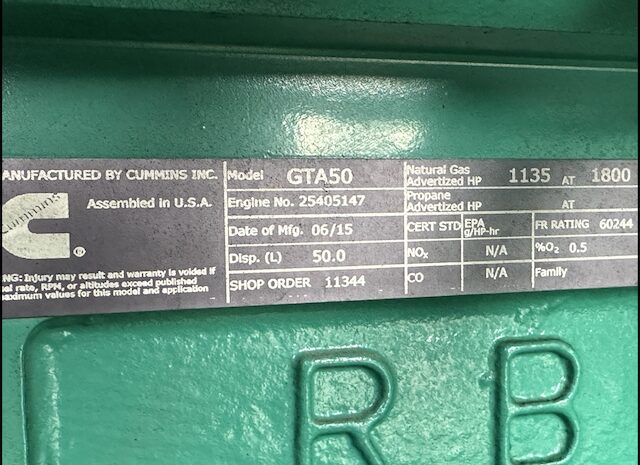 ANUFACTURED BY CUMMINS INC.
Cummins
Assembled in U.S.A.
®
NG: Injury may result and warranty is voided if
el rate, RPM, or altitudes exceed published
aximum values for this model and application
Model GTA50
Engine No. 25405147
Date of Mfg. 06/15
Disp. (L) 50.0
SHOP ORDER 11344
Natural Gas
Advertized HP 1135 AT 1800
Propane
Advertized HP AT
CERT STD EPA g/HP-hr FR RATING 60244
NOx N/A %O2 0.5
CO N/A Family
R B